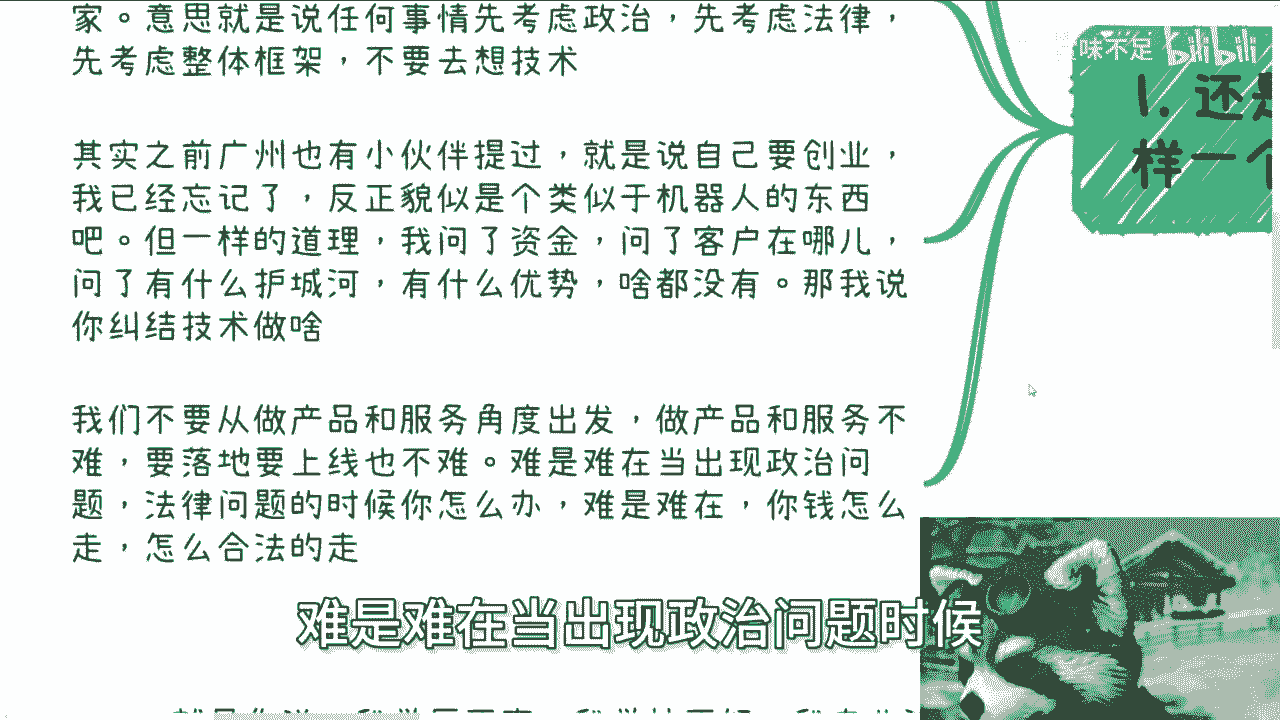 家。意思就是说任何事情先考虑政治，先考虑法律，
先考虑整体框架，不要去想技术
其实之前广州也有小伙伴提过，就是说自己要创业，
我已经忘记了，反正貌似是个类似于机器人的东西
吧。但一样的道理，我问了资金，问了客户在哪儿，
问了有什么护城河，有什么优势，啥都没有。那我说
你纠结技术做啥
我们不要从做产品和服务角度出发，做产品和服务不
难，要落地要上线也不难。难是难在当出现政治问
题，法律问题的时候你怎么办，难是难在，你钱怎么
走，怎么合法的走
味不足 bilibili
1. 还是
样一个
难是难在当出现政治问题时候